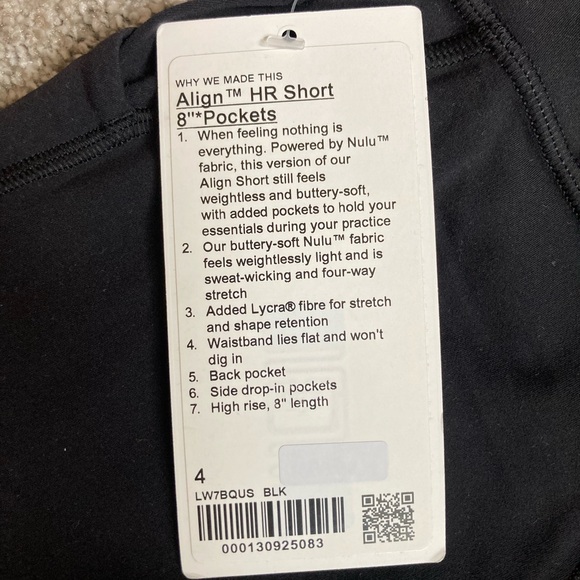 WHY WE MADE THIS
Align™ HR Short
8"*Pockets
1. When feeling nothing is
everything. Powered by Nulu™
fabric, this version of our
Align Short still feels
weightless and buttery-soft,
with added pockets to hold your
essentials during your practice
2. Our buttery-soft Nulu™ fabric
feels weightlessly light and is
sweat-wicking and four-way
stretch
3. Added Lycra® fibre for stretch
and shape retention
4. Waistband lies flat and won't
dig in
5. Back pocket
6. Side drop-in pockets
7. High rise, 8" length
4
LW7BQUS BLK
000130925083